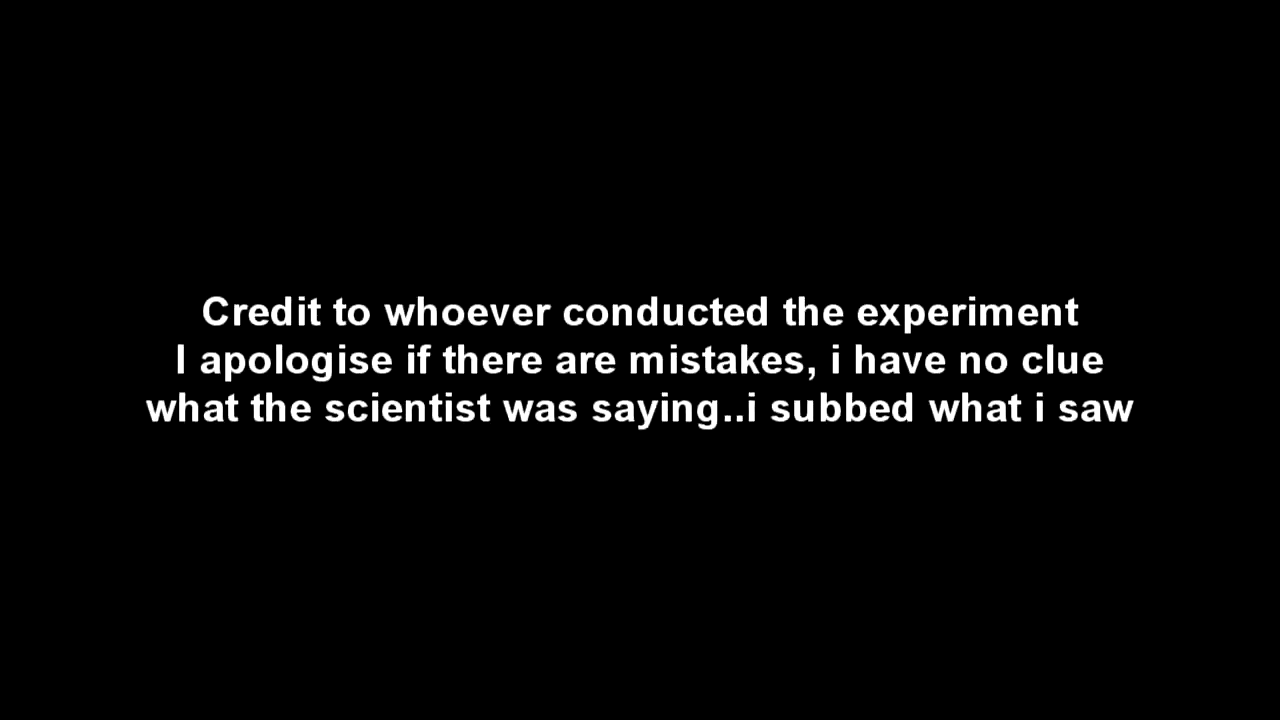 Credit to whoever conducted the experiment
I apologise if there are mistakes, i have no clue
what the scientist was saying..i subbed what i saw